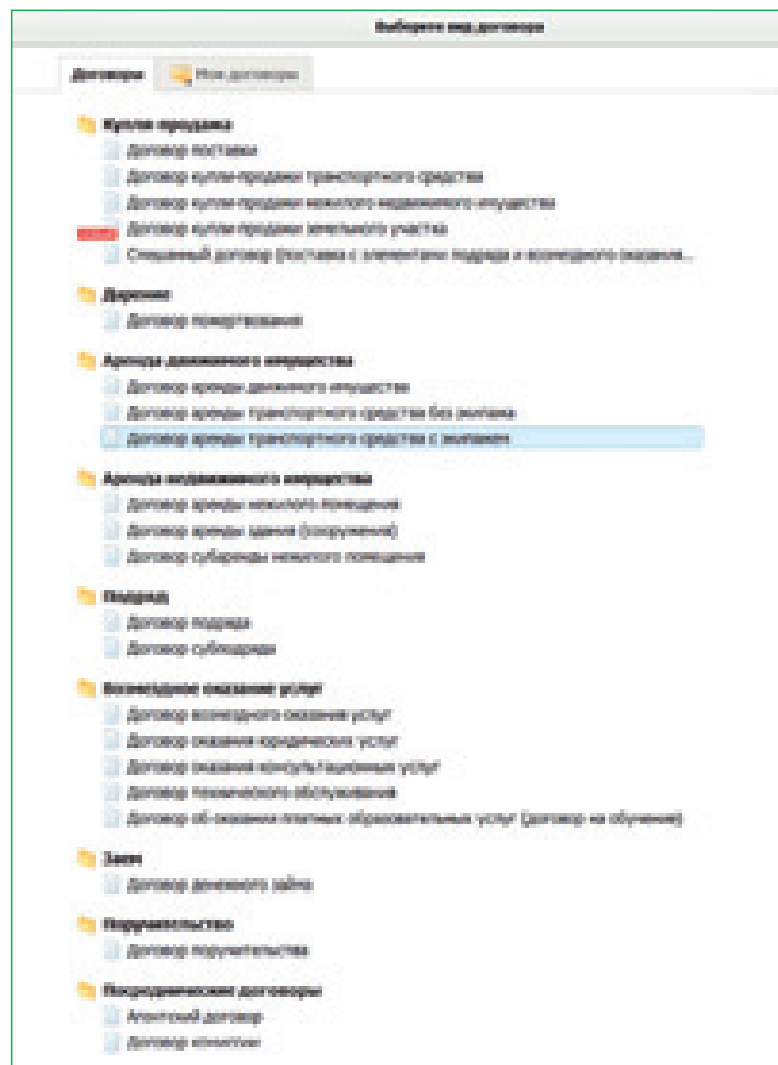 Выберите вид договора
Договоры
Мои договоры
Купля-продажа
Договор поставки
Договор купли-продажи транспортного средства
Договор купли-продажи нежилого недвижимого имущества
Договор купли-продажи земельного участка
Смешанный договор (поставка с элементами подряда и возмездного оказания...
Дарение
Договор пожертвования
Аренда движимого имущества
Договор аренды движимого имущества
Договор аренды транспортного средства без экипажа
Договор аренды транспортного средства с экипажем
Аренда недвижимого имущества
Договор аренды нежилого помещения
Договор аренды здания (сооружения)
Договор субаренды нежилого помещения
Подряд
Договор подряда
Договор субподряда
Возмездное оказание услуг
Договор возмездного оказания услуг
Договор оказания юридических услуг
Договор оказания консультационных услуг
Договор технического обслуживания
Договор об оказании платных образовательных услуг (договор на обучение)
Заем
Договор денежного займа
Поручительство
Договор поручительства
Посреднические договоры
Агентский договор
Договор комиссии